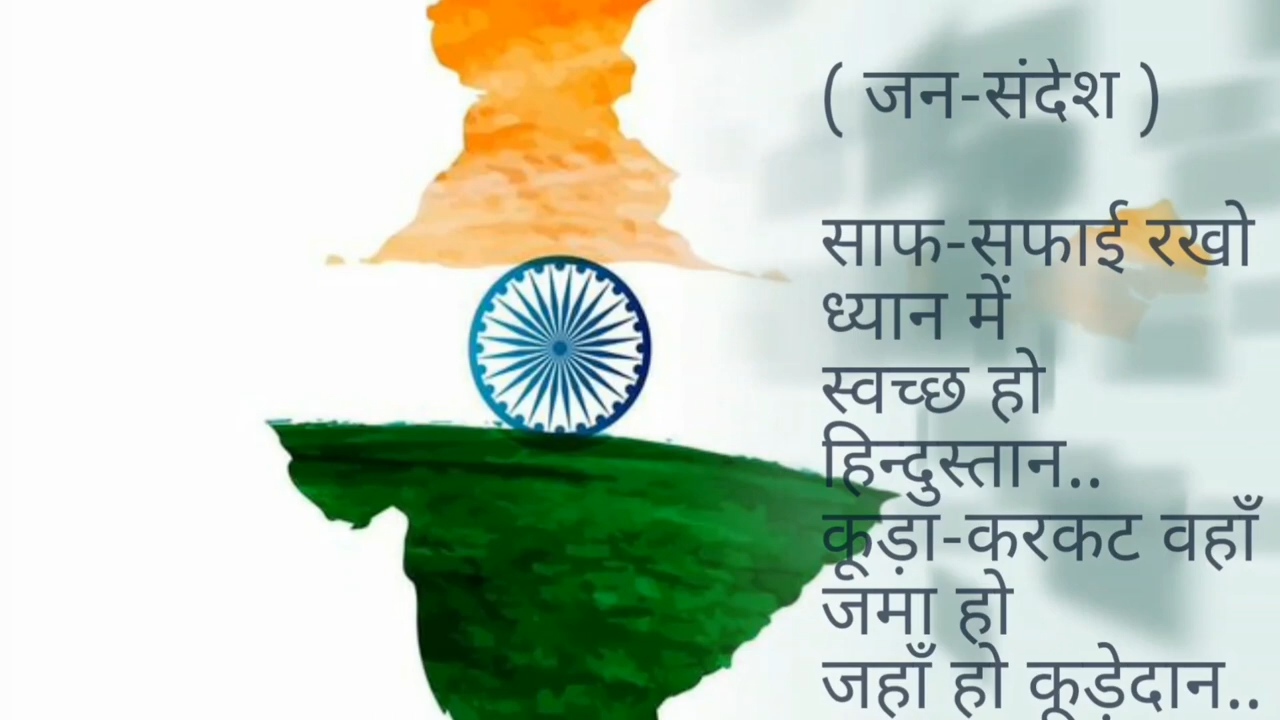 ( जन-संदेश )
साफ-सफाई रखो
ध्यान में
स्वच्छ हो
हिन्दुस्तान..
कूड़ा-करकट वहाँ
जमा हो
जहाँ हो कूड़ेदान..